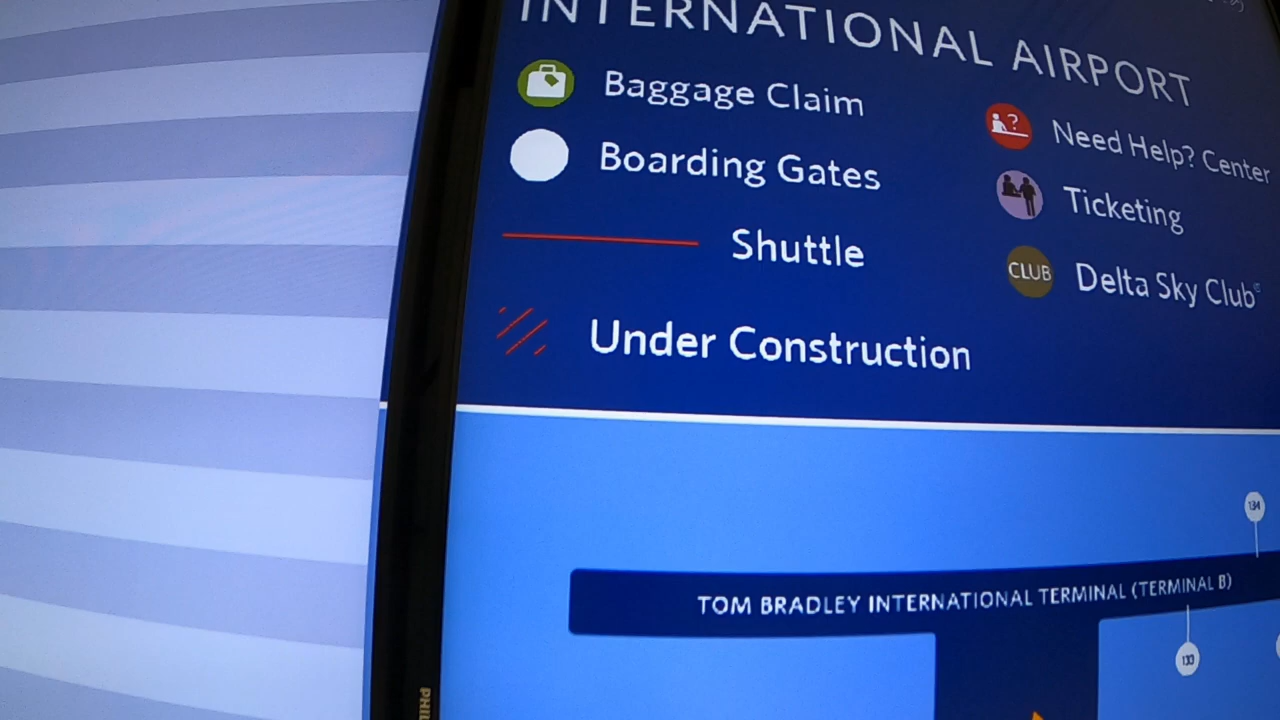 INTERNATIONAL AIRPORT
Baggage Claim
Boarding Gates
Shuttle
Under Construction
?
Need Help? Center
Ticketing
CLUB
Delta Sky Club
134
TOM BRADLEY INTERNATIONAL TERMINAL (TERMINAL B)